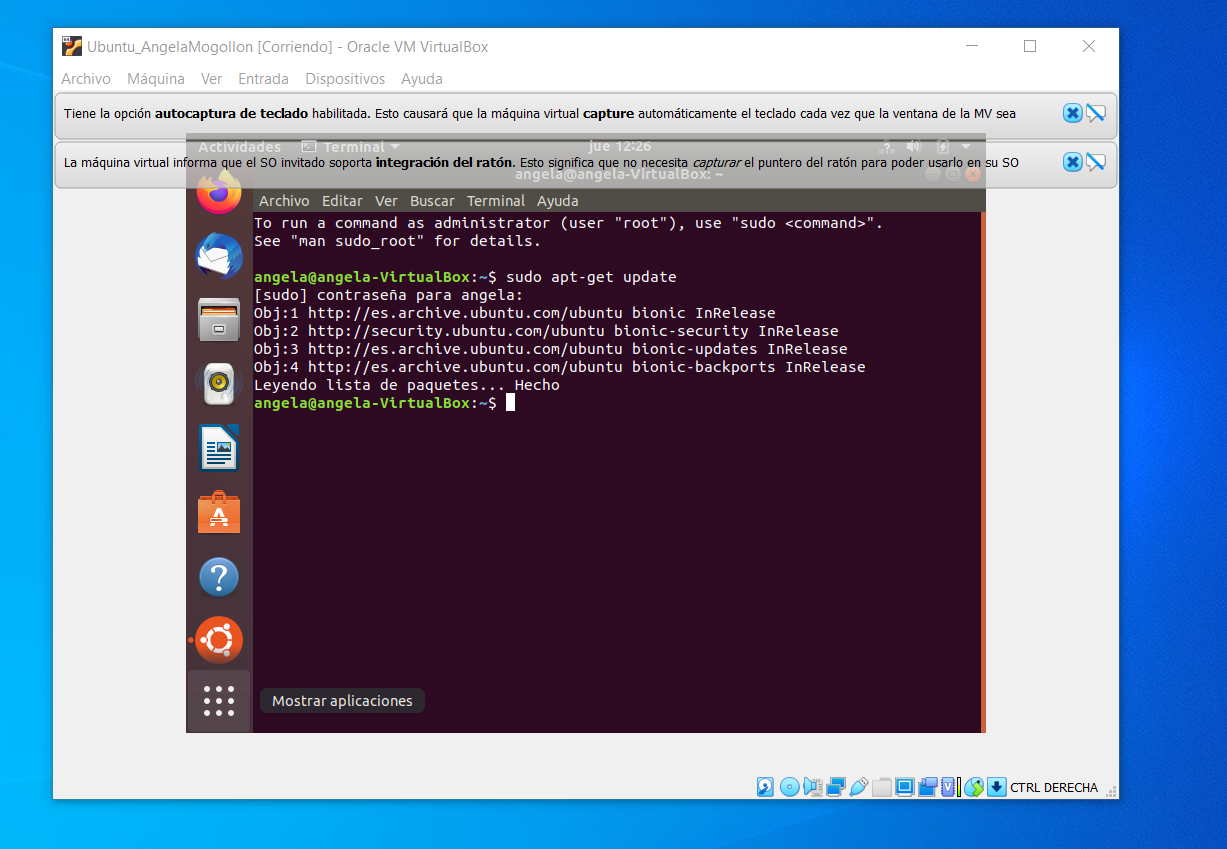 Ubuntu_AngelaMogollon [Corriendo] - Oracle VM VirtualBox
Archivo Máquina Ver Entrada Dispositivos Ayuda
Tiene la opción autocaptura de teclado habilitada. Esto causará que la máquina virtual capture automáticamente el teclado cada vez que la ventana de la MV sea
Actividades Terminal jue 12:26
La máquina virtual informa que el SO invitado soporta integración del ratón. Esto significa que no necesita capturar el puntero del ratón para poder usarlo en su SO
angela@angela-VirtualBox: ~
Archivo Editar Ver Buscar Terminal Ayuda
To run a command as administrator (user "root"), use "sudo <command>".
See "man sudo_root" for details.
angela@angela-VirtualBox:~$ sudo apt-get update
[sudo] contraseña para angela:
Obj:1 http://es.archive.ubuntu.com/ubuntu bionic InRelease
Obj:2 http://security.ubuntu.com/ubuntu bionic-security InRelease
Obj:3 http://es.archive.ubuntu.com/ubuntu bionic-updates InRelease
Obj:4 http://es.archive.ubuntu.com/ubuntu bionic-backports InRelease
Leyendo lista de paquetes... Hecho
angela@angela-VirtualBox:~$
Mostrar aplicaciones
CTRL DERECHA